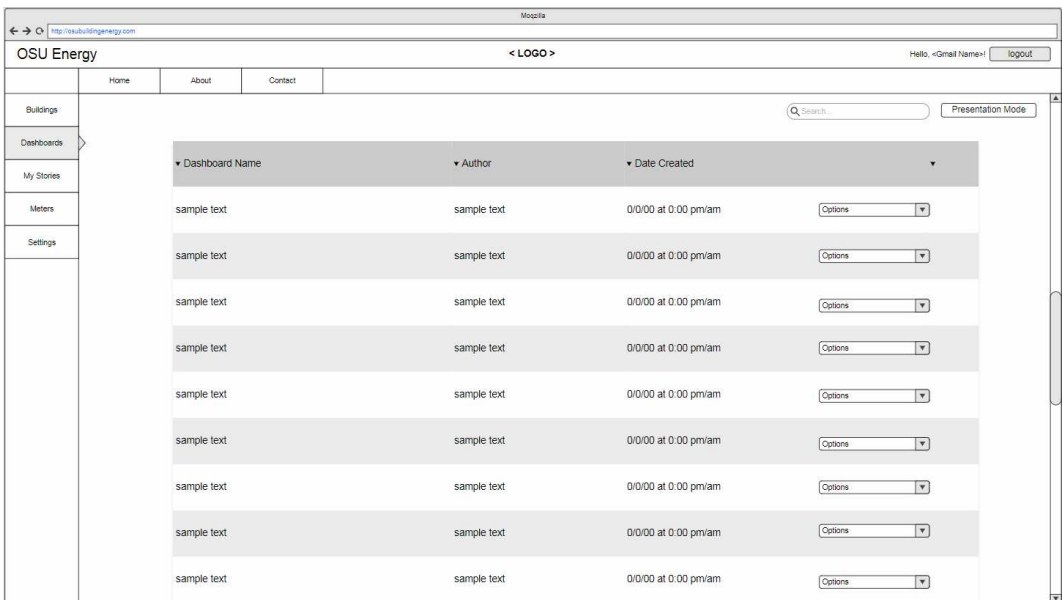 Moqzilla
http://osubuildingenergy.com
OSU Energy
< LOGO >
Hello, <Gmail Name>!
logout
Home About Contact
Buildings
Dashboards
My Stories
Meters
Settings
Search...
Presentation Mode
Dashboard Name Author Date Created
sample text sample text 0/0/00 at 0:00 pm/am Options
sample text sample text 0/0/00 at 0:00 pm/am Options
sample text sample text 0/0/00 at 0:00 pm/am Options
sample text sample text 0/0/00 at 0:00 pm/am Options
sample text sample text 0/0/00 at 0:00 pm/am Options
sample text sample text 0/0/00 at 0:00 pm/am Options
sample text sample text 0/0/00 at 0:00 pm/am Options
sample text sample text 0/0/00 at 0:00 pm/am Options
sample text sample text 0/0/00 at 0:00 pm/am Options